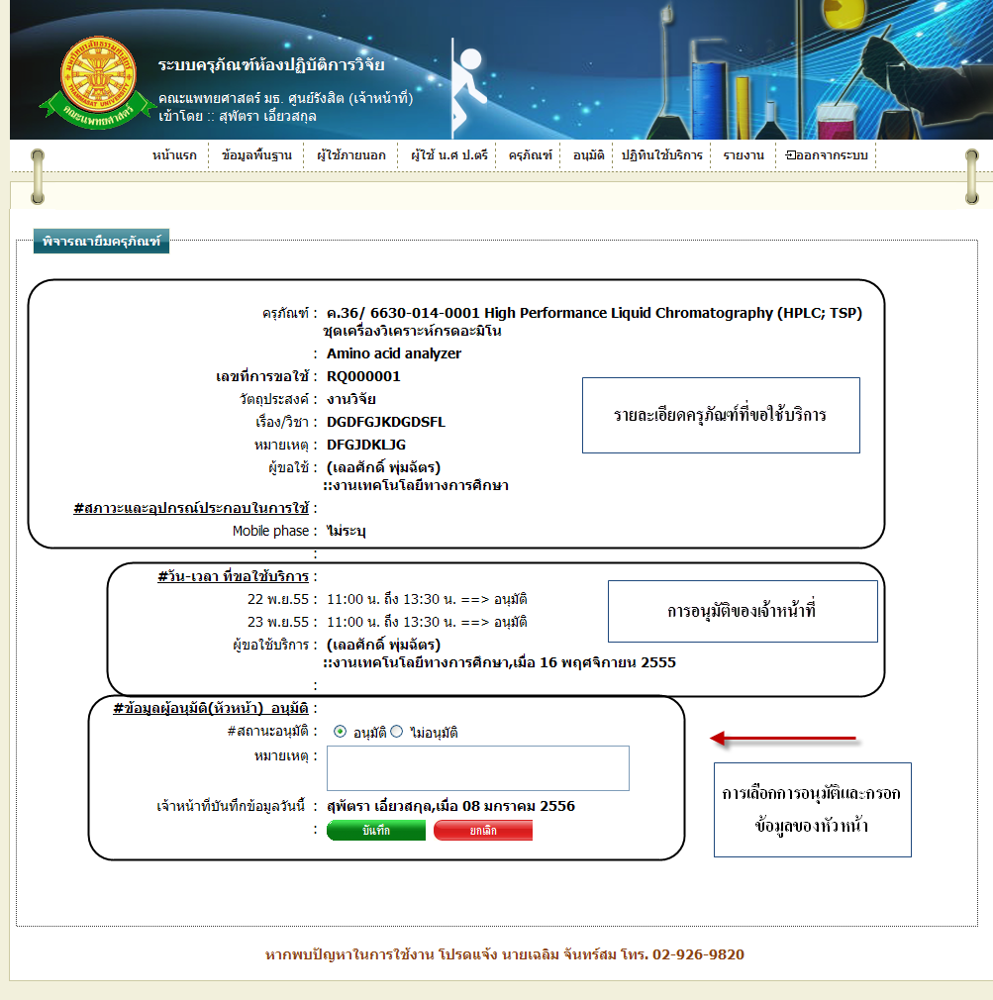 ระบบครุภัณฑ์ห้องปฏิบัติการวิจัย
คณะแพทยศาสตร์ มธ. ศูนย์รังสิต (เจ้าหน้าที่)
เข้าโดย :: สุพัตรา เอี่ยวสกุล
มหาวิทยาลัยธรรมศาสตร์
THAMMASAT UNIVERSITY
คณะแพทยศาสตร์
หน้าแรก ข้อมูลพื้นฐาน ผู้ใช้ภายนอก ผู้ใช้ น.ศ ป.ตรี ครุภัณฑ์ อนุมัติ ปฏิทินใช้บริการ รายงาน ออกจากระบบ
พิจารณายืมครุภัณฑ์
ครุภัณฑ์ : ค.36/ 6630-014-0001 High Performance Liquid Chromatography (HPLC; TSP)
ชุดเครื่องวิเคราะห์กรดอะมิโน
: Amino acid analyzer
เลขที่การขอใช้ : RQ000001
วัตถุประสงค์ : งานวิจัย
เรื่อง/วิชา : DGDFGJKDGDSFL
หมายเหตุ : DFGJDKLJG
ผู้ขอใช้ : (เลอศักดิ์ พุ่มฉัตร)
::งานเทคโนโลยีทางการศึกษา
รายละเอียดครุภัณฑ์ที่ขอใช้บริการ
#สภาวะและอุปกรณ์ประกอบในการใช้ :
Mobile phase : ไม่ระบุ
:
#วัน-เวลา ที่ขอใช้บริการ :
22 พ.ย.55 : 11:00 น. ถึง 13:30 น. ==> อนุมัติ
23 พ.ย.55 : 11:00 น. ถึง 13:30 น. ==> อนุมัติ
ผู้ขอใช้บริการ : (เลอศักดิ์ พุ่มฉัตร)
::งานเทคโนโลยีทางการศึกษา,เมื่อ 16 พฤศจิกายน 2555
:
การอนุมัติของเจ้าหน้าที่
#ข้อมูลผู้อนุมัติ(หัวหน้า) อนุมัติ :
#สถานะอนุมัติ : อนุมัติ ไม่อนุมัติ
หมายเหตุ :
เจ้าหน้าที่บันทึกข้อมูลวันนี้ : สุพัตรา เอี่ยวสกุล,เมื่อ 08 มกราคม 2556
: บันทึก ยกเลิก
การเลือกการอนุมัติและกรอก
ข้อมูลของหัวหน้า
หากพบปัญหาในการใช้งาน โปรดแจ้ง นายเฉลิม จันทร์สม โทร. 02-926-9820